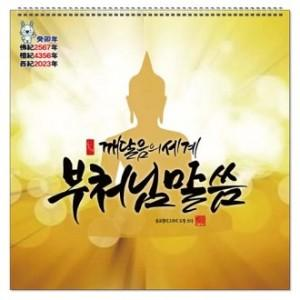 癸卯年
佛紀2567年
檀紀4356年
西紀2023年
깨달음의세계
부처님말씀